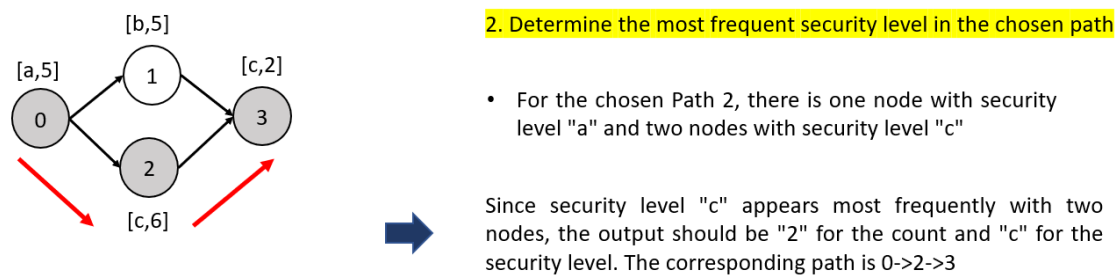 [b,5]
[a,5]
[c,2]
1
0
3
2
[c,6]
2. Determine the most frequent security level in the chosen path
• For the chosen Path 2, there is one node with security
level "a" and two nodes with security level "c"
Since security level "c" appears most frequently with two
nodes, the output should be "2" for the count and "c" for the
security level. The corresponding path is 0->2->3